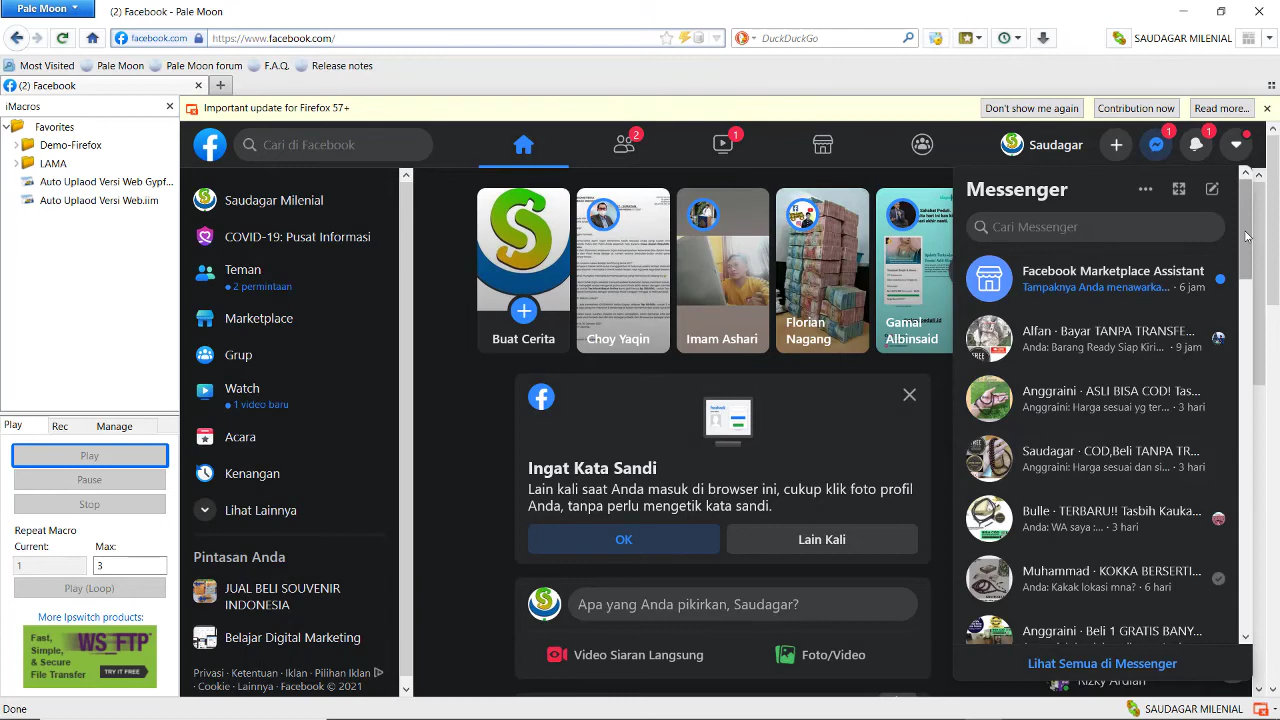 Pale Moon
(2) Facebook - Pale Moon
facebook.com
https://www.facebook.com/
DuckDuckGo
SAUDAGAR MILENIAL
Most Visited
Pale Moon
Pale Moon forum
F.A.Q.
Release notes
(2) Facebook
iMacros
Important update for Firefox 57+
Don't show me again
Contribution now
Read more...
Favorites
Demo-Firefox
LAMA
Auto Uplaod Versi Web Gypf...
Auto Uplaod Versi Web.iim
Play
Rec
Manage
Play
Pause
Stop
Repeat Macro
Current:
Max:
1
3
Play (Loop)
More Ipswitch products:
Fast,
Simple,
& Secure
File Transfer
WS_FTP
TRY IT FREE
Done
Cari di Facebook
2
1
Saudagar
1
1
Saudagar Milenial
COVID-19: Pusat Informasi
Teman
2 permintaan
Marketplace
Grup
Watch
1 video baru
Acara
Kenangan
Lihat Lainnya
Pintasan Anda
JUAL BELI SOUVENIR
INDONESIA
Belajar Digital Marketing
Privasi · Ketentuan · Iklan · Pilihan Iklan
· Cookie · Lainnya · Facebook © 2021
Buat Cerita
Choy Yaqin
Imam Ashari
Florian
Nagang
Gamal
Albinsaid
Ingat Kata Sandi
Lain kali saat Anda masuk di browser ini, cukup klik foto profil
Anda, tanpa perlu mengetik kata sandi.
OK
Lain Kali
Apa yang Anda pikirkan, Saudagar?
Video Siaran Langsung
Foto/Video
Messenger
Cari Messenger
Facebook Marketplace Assistant
Tampaknya Anda menawarka... · 6 jam
Alfan · Bayar TANPA TRANSFE...
Anda: Barang Ready Siap Kiri... · 9 jam
Anggraini · ASLI BISA COD! Tas...
Anggraini: Harga sesuai yg ter... · 3 hari
Saudagar · COD,Beli TANPA TR...
Anggraini: Harga sesuai dan si... · 3 hari
Bulle · TERBARU!! Tasbih Kauka...
Anda: WA saya :... · 3 hari
Muhammad · KOKKA BERSERTI...
Anda: Kakak lokasi mna? · 6 hari
Anggraini · Beli 1 GRATIS BANY...
Lihat Semua di Messenger
Rizky Ardian
SAUDAGAR MILENIAL